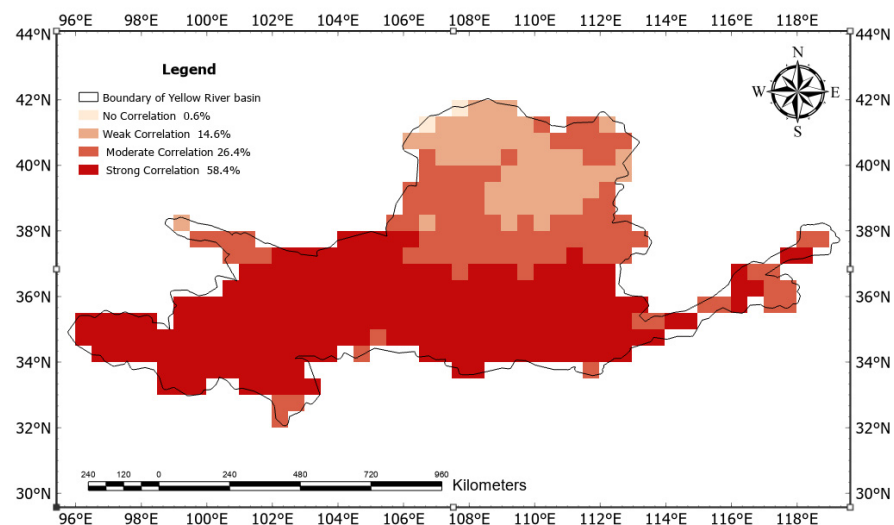 96°E 98°E 100°E 102°E 104°E 106°E 108°E 110°E 112°E 114°E 116°E 118°E
44°N 44°N
N
Legend
W E
42°N 42°N
Boundary of Yellow River basin
No Correlation 0.6%
S
Weak Correlation 14.6%
Moderate Correlation 26.4%
40°N 40°N
Strong Correlation 58.4%
38°N 38°N
36°N 36°N
34°N 34°N
32°N 32°N
240 120 0 240 480 720 960
Kilometers
30°N 30°N
96°E 98°E 100°E 102°E 104°E 106°E 108°E 110°E 112°E 114°E 116°E 118°E